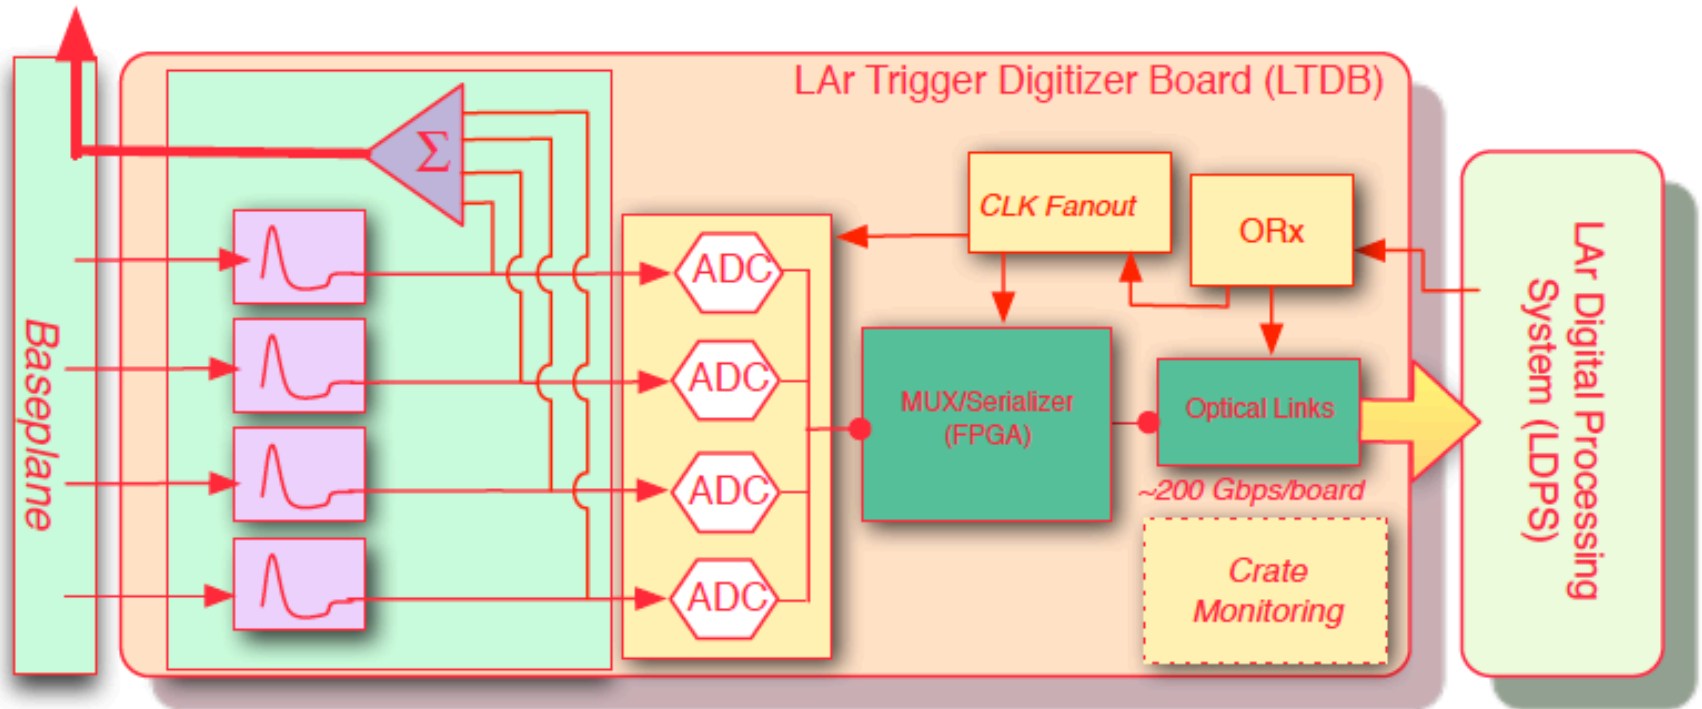 LAr Trigger Digitizer Board (LTDB)
Σ
Baseplane
ADC
ADC
ADC
ADC
CLK Fanout
ORx
MUX/Serializer
(FPGA)
Optical Links
~200 Gbps/board
Crate
Monitoring
LAr Digital Processing
System (LDPS)